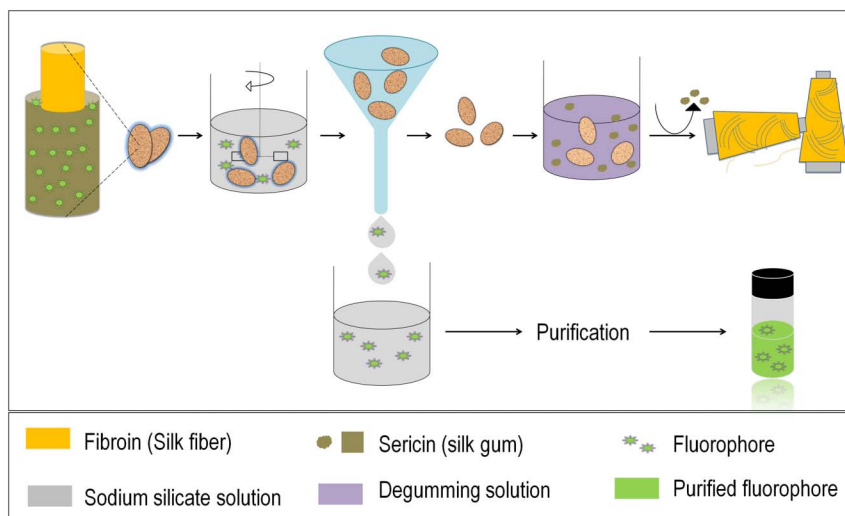 Purification
Fibroin (Silk fiber)
Sericin (silk gum)
Fluorophore
Sodium silicate solution
Degumming solution
Purified fluorophore